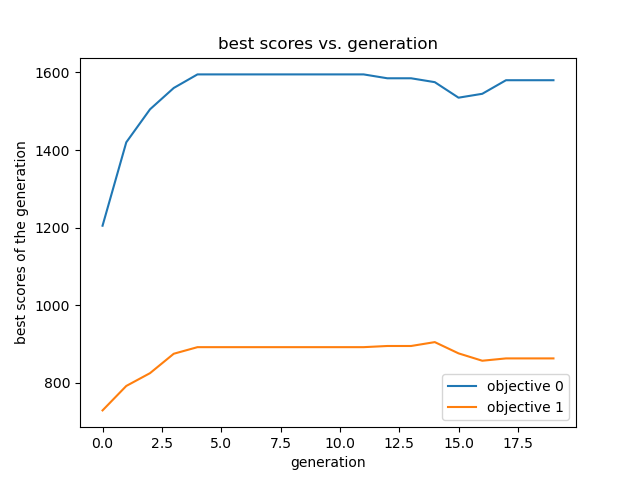 best scores vs. generation
best scores of the generation
1600
1400
1200
1000
800
objective 0
objective 1
0.0 2.5 5.0 7.5 10.0 12.5 15.0 17.5
generation